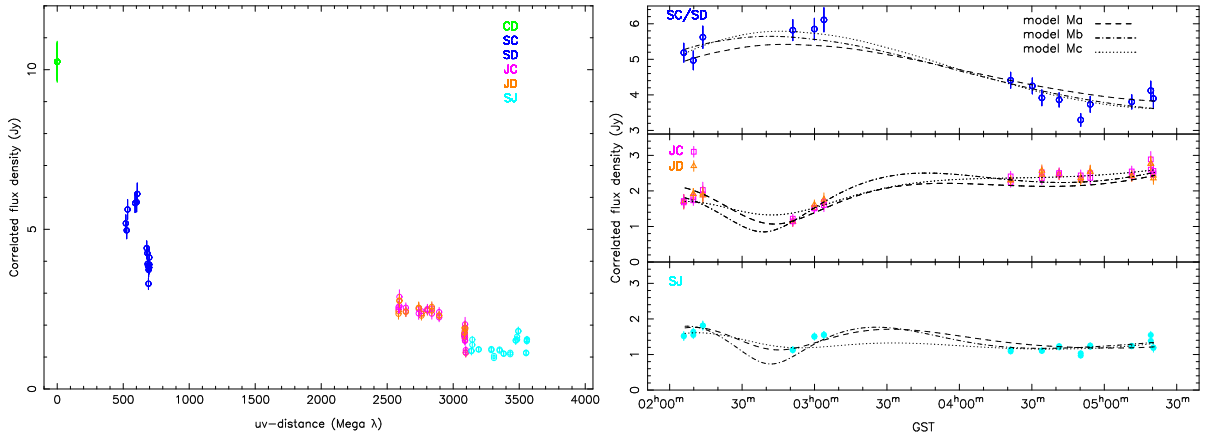 CD
SC
SD
JC
JD
SJ
Correlated flux density (Jy)
0
5
10
0
500
1000
1500
2000
2500
3000
3500
4000
uv−distance (Mega λ)
SC/SD
model Ma
model Mb
model Mc
6
5
4
3
JC
JD
3
2
1
0
SJ
3
2
1
0
Correlated flux density (Jy)
02ʰ00ᵐ
30ᵐ
03ʰ00ᵐ
30ᵐ
04ʰ00ᵐ
30ᵐ
05ʰ00ᵐ
30ᵐ
GST